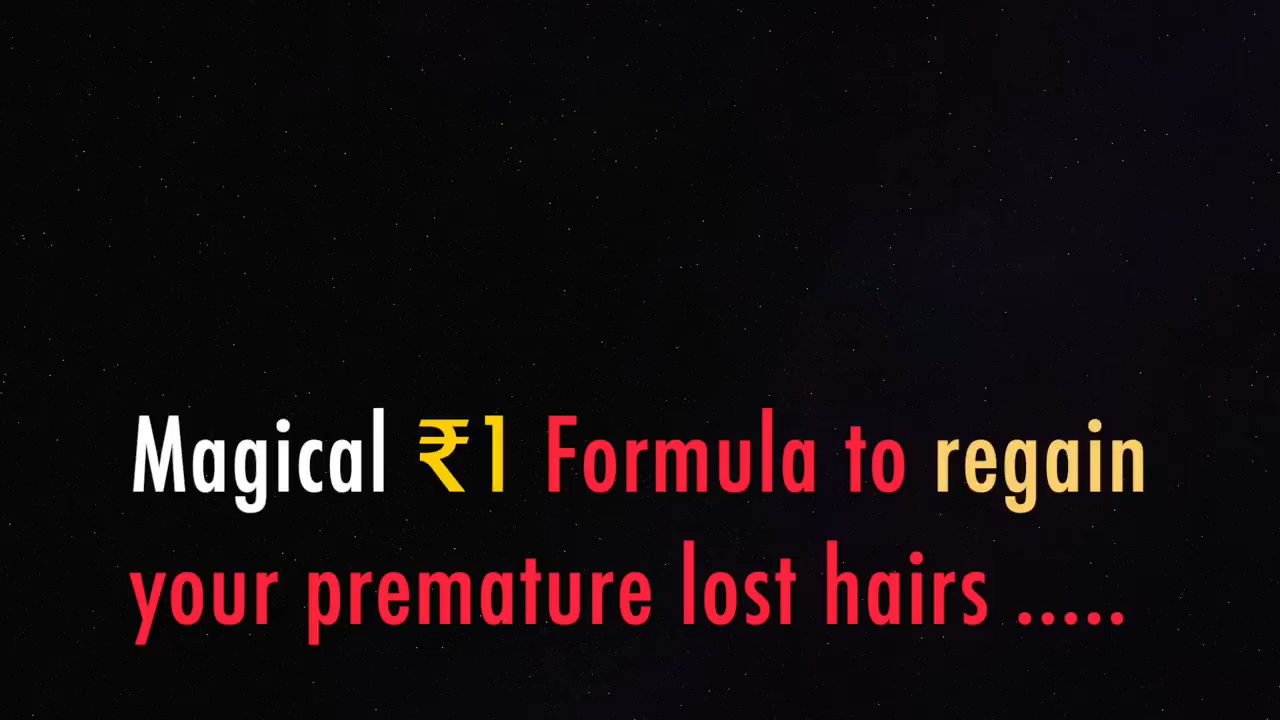 Magical ₹1 Formula to regain
your premature lost hairs .....